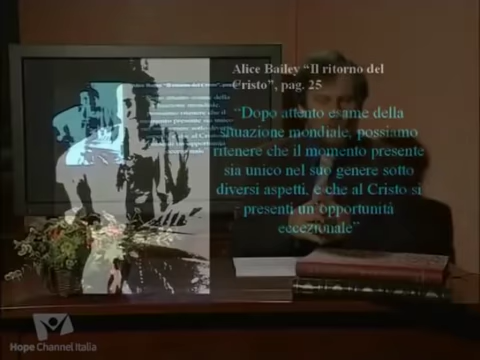 Alice Bailey “Il ritorno del
Cristo”, pag. 25
“Dopo attento esame della
situazione mondiale, possiamo
ritenere che il momento presente
sia unico nel suo genere sotto
diversi aspetti, e che al Cristo si
presenti un opportunità
eccezionale”
Hope Channel Italia